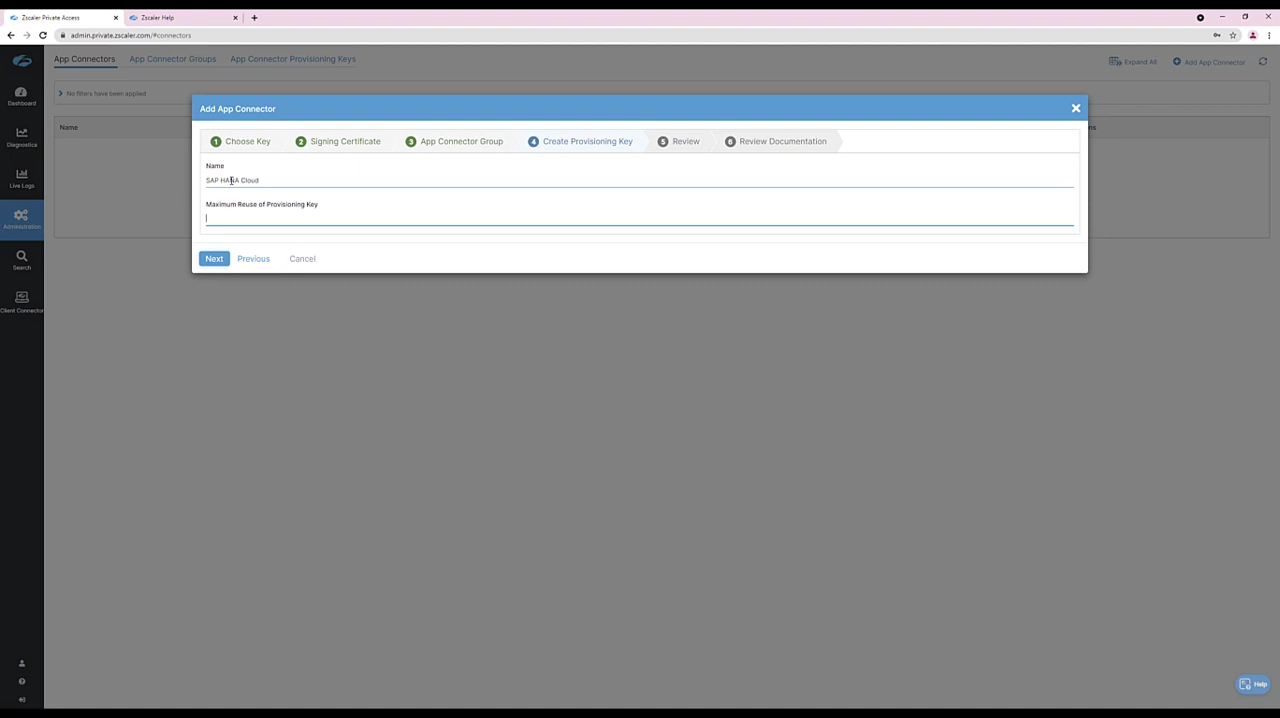 Zscaler Private Access
Zscaler Help
admin.private.zscaler.com/#connectors
App Connectors
App Connector Groups
App Connector Provisioning Keys
Expand All
Add App Connector
Dashboard
No filters have been applied
Add App Connector
Name
Diagnostics
1 Choose Key
2 Signing Certificate
3 App Connector Group
4 Create Provisioning Key
5 Review
6 Review Documentation
Name
SAP HANA Cloud
Live Logs
Maximum Reuse of Provisioning Key
Administration
Next
Previous
Cancel
Search
Client Connector
Help